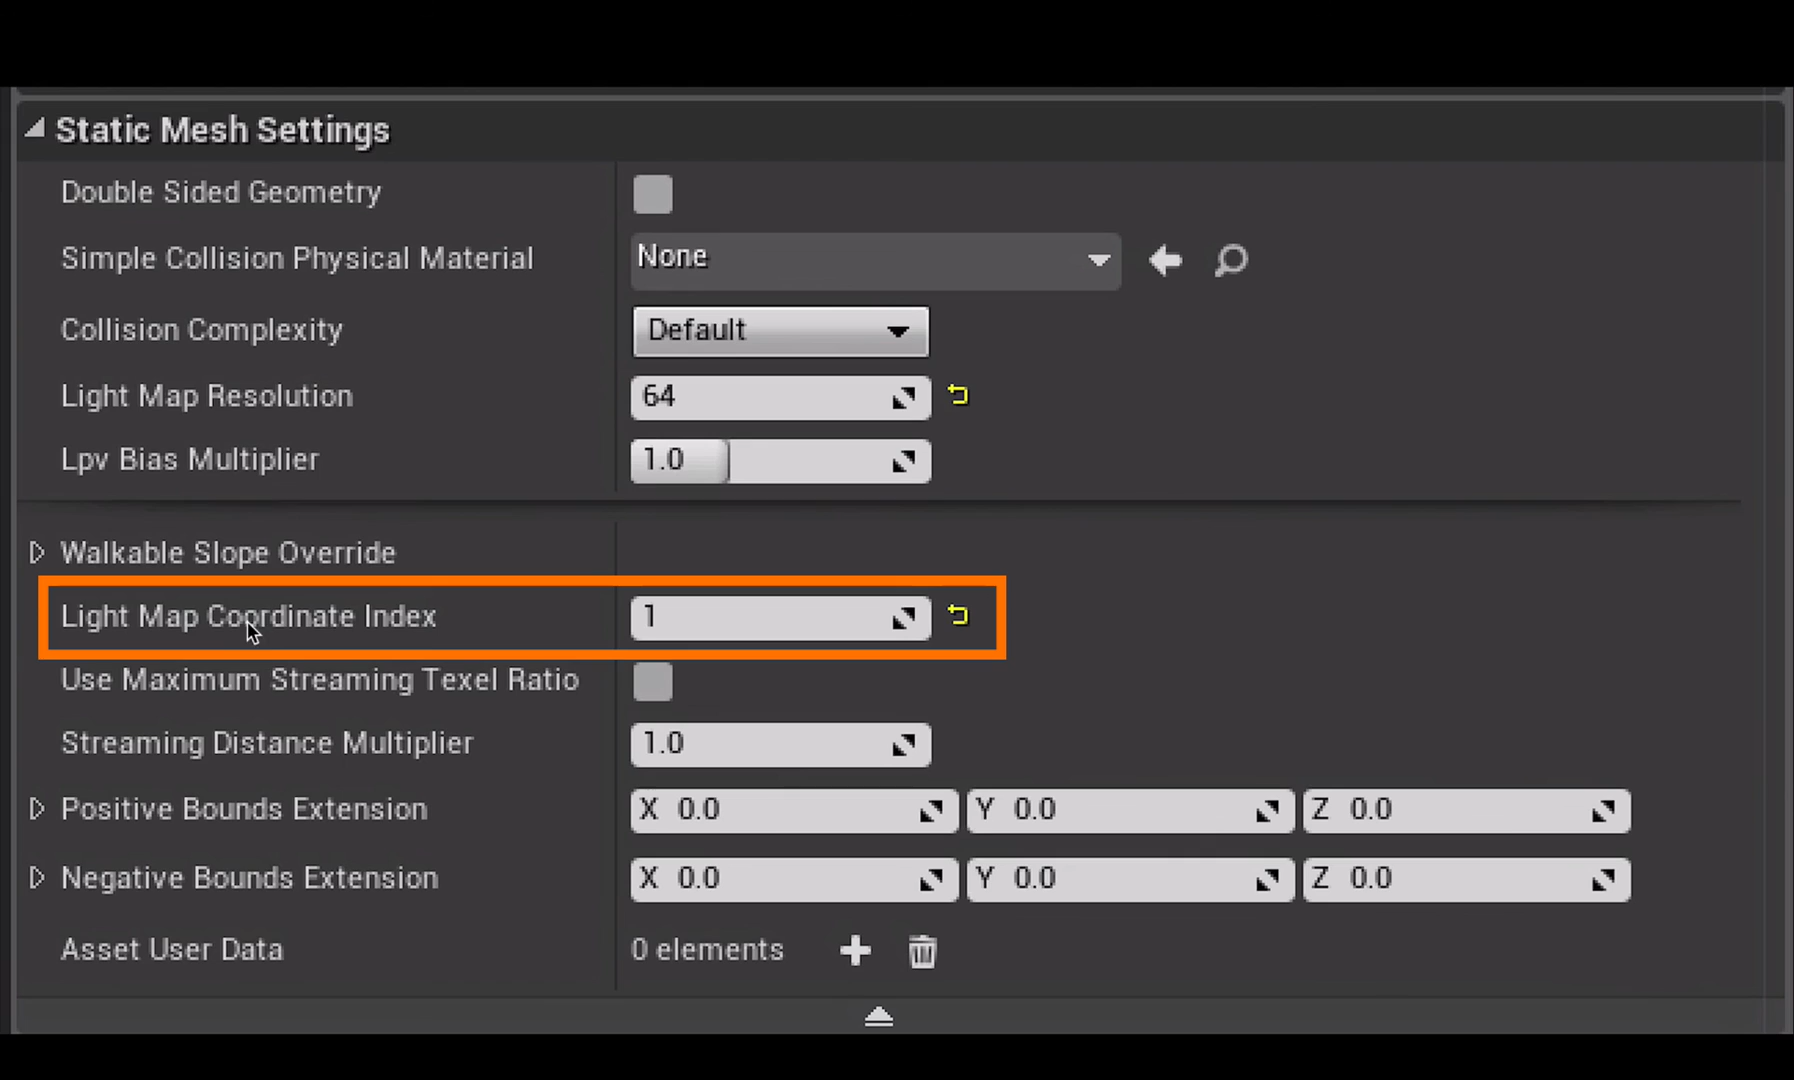 Static Mesh Settings
Double Sided Geometry
Simple Collision Physical Material None
Collision Complexity Default
Light Map Resolution 64
Lpv Bias Multiplier 1.0
Walkable Slope Override
Light Map Coordinate Index 1
Use Maximum Streaming Texel Ratio
Streaming Distance Multiplier 1.0
Positive Bounds Extension X 0.0 Y 0.0 Z 0.0
Negative Bounds Extension X 0.0 Y 0.0 Z 0.0
Asset User Data 0 elements